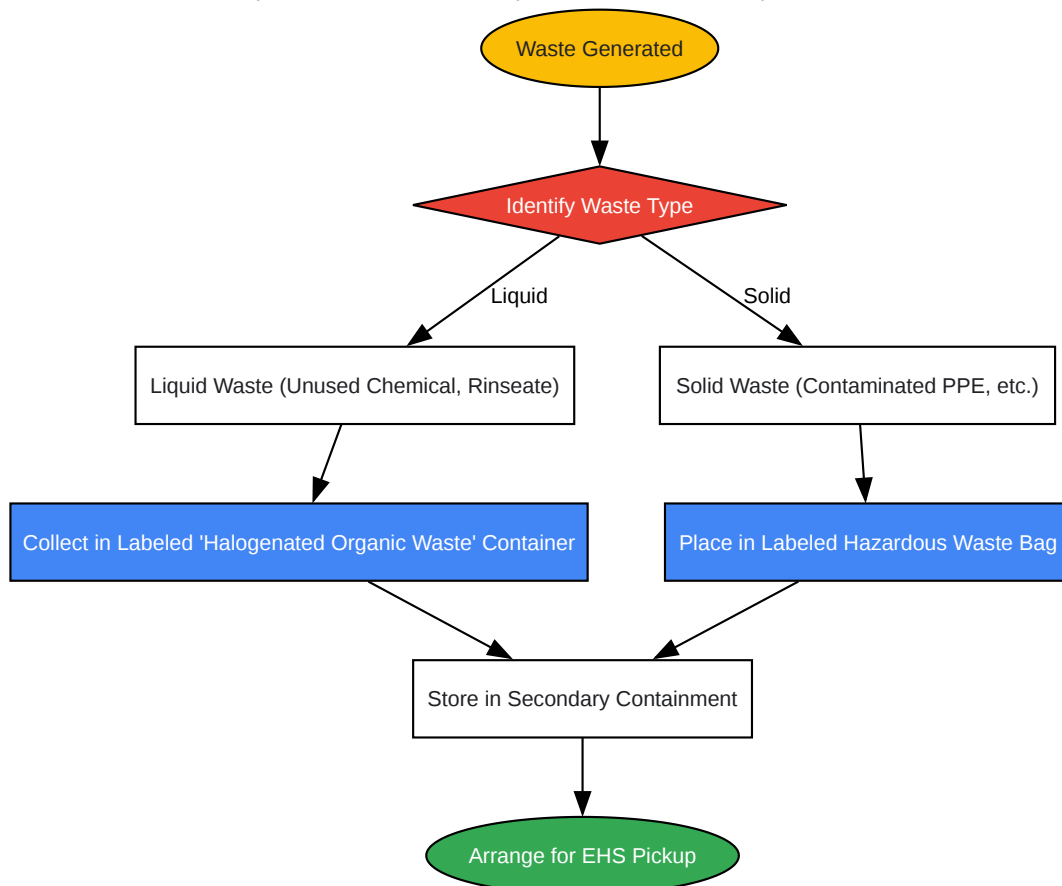 Waste Generated
Identify Waste Type
Liquid
Solid
Liquid Waste (Unused Chemical, Rinseate)
Solid Waste (Contaminated PPE, etc.)
Collect in Labeled 'Halogenated Organic Waste' Container
Place in Labeled Hazardous Waste Bag
Store in Secondary Containment
Arrange for EHS Pickup